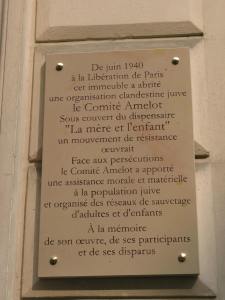 De juin 1940
à la Libération de Paris
cet immeuble a abrité
une organisation clandestine juive
le Comité Amelot
Sous couvert du dispensaire
"La mère et l'enfant"
un mouvement de résistance
œuvrait
Face aux persécutions
le Comité Amelot a apporté
une assistance morale et matérielle
à la population juive
et organisé des réseaux de sauvetage
d'adultes et d'enfants
À la mémoire
de son œuvre, de ses participants
et de ses disparus